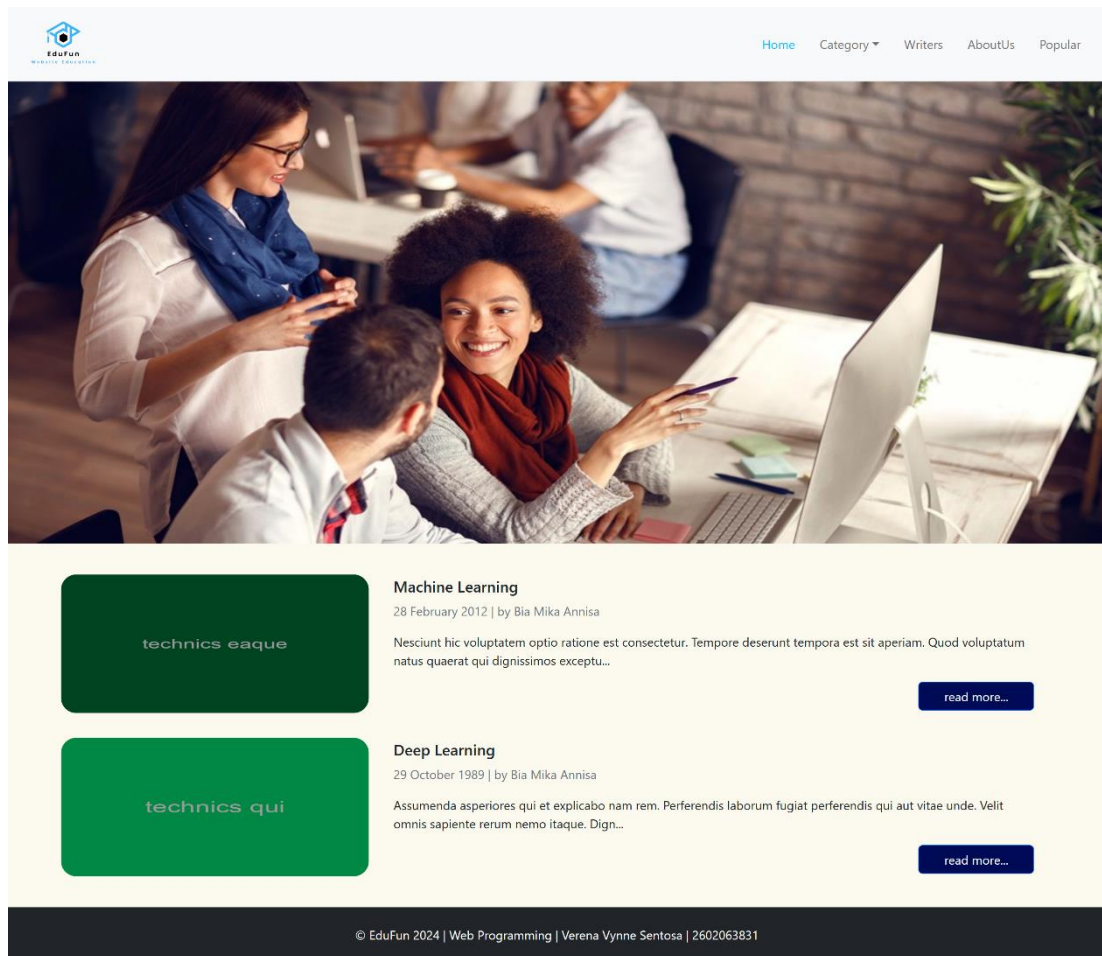 EduFun
Website Education
Home Category Writers AboutUs Popular
technics eaque
Machine Learning
28 February 2012 | by Bia Mika Annisa
Nesciunt hic voluptatem optio ratione est consectetur. Tempore deserunt tempora est sit aperiam. Quod voluptatum
natus quaerat qui dignissimos exceptu...
read more...
technics qui
Deep Learning
29 October 1989 | by Bia Mika Annisa
Assumenda asperiores qui et explicabo nam rem. Perferendis laborum fugiat perferendis qui aut vitae unde. Velit
omnis sapiente rerum nemo itaque. Dign...
read more...
© EduFun 2024 | Web Programming | Verena Vynne Sentosa | 2602063831